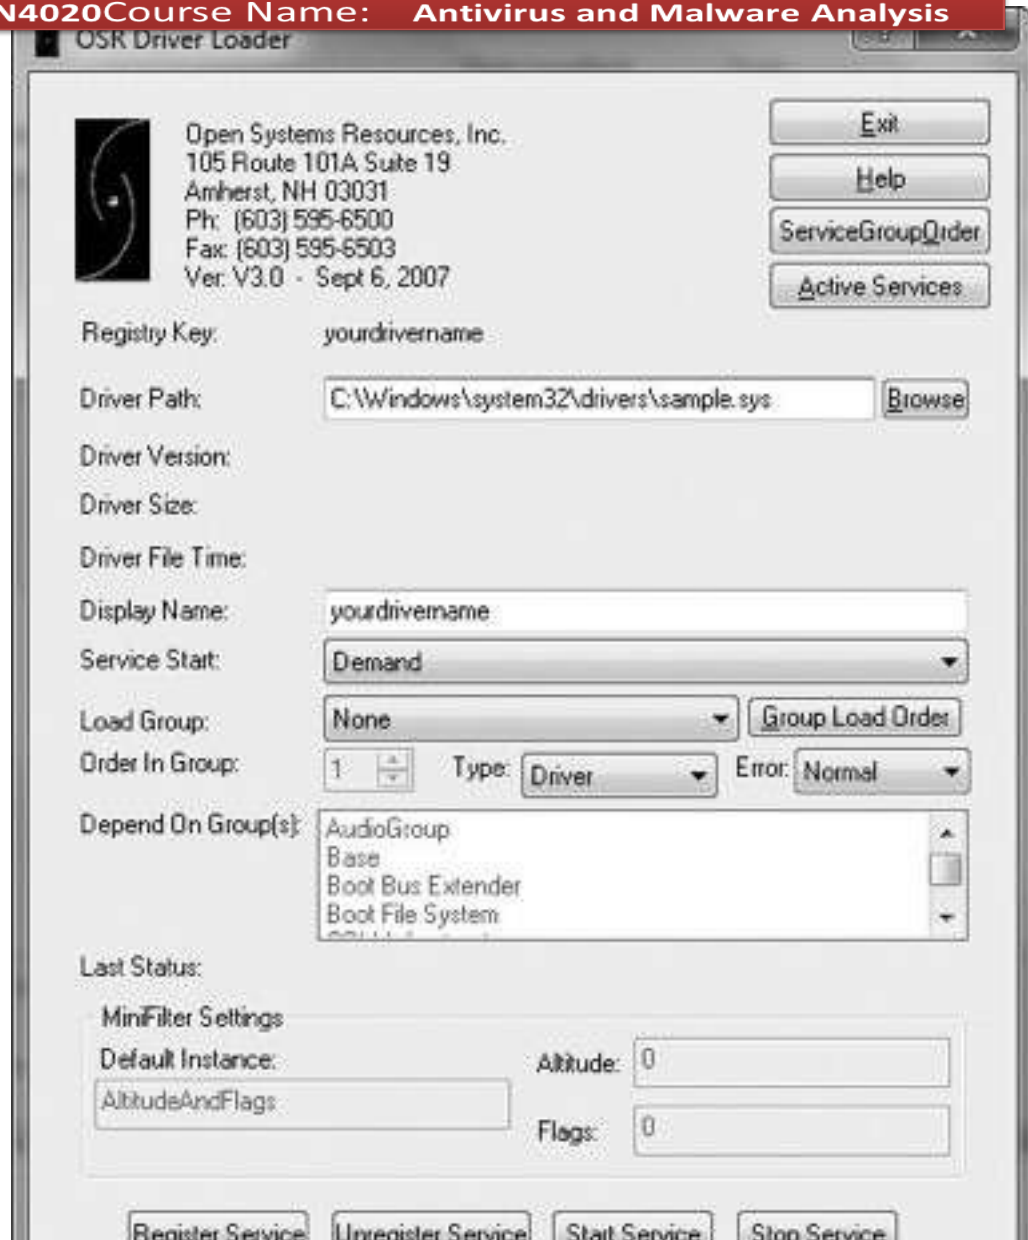 N4020Course Name: Antivirus and Malware Analysis
OSR Driver Loader
Open Systems Resources, Inc.
105 Route 101A Suite 19
Amherst, NH 03031
Ph: (603) 595-6500
Fax: (603) 595-6503
Ver: V3.0 - Sept 6, 2007
Exit
Help
ServiceGroupOrder
Active Services
Registry Key: yourdrivername
Driver Path: C:\Windows\system32\drivers\sample.sys Browse
Driver Version:
Driver Size:
Driver File Time:
Display Name: yourdrivername
Service Start: Demand
Load Group: None Group Load Order
Order In Group: 1 Type: Driver Error: Normal
Depend On Group(s): AudioGroup
Base
Boot Bus Extender
Boot File System
Last Status:
MiniFilter Settings
Default Instance: Altitude: 0
AltitudeAndFlags
Flags: 0
Register Service Unregister Service Start Service Stop Service